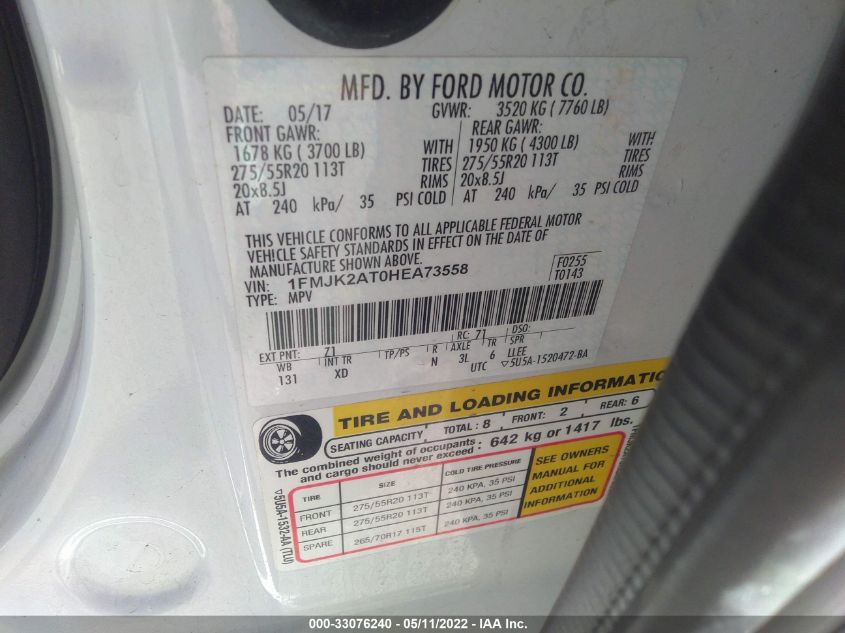 MFD. BY FORD MOTOR CO.
DATE: 05/17 GVWR: 3520 KG ( 7760 LB)
FRONT GAWR: REAR GAWR:
1678 KG ( 3700 LB) WITH 1950 KG ( 4300 LB) WITH
275/55R20 113T TIRES 275/55R20 113T TIRES
20x8.5J RIMS 20x8.5J RIMS
AT 240 kPa/ 35 PSI COLD AT 240 kPa/ 35 PSI COLD
THIS VEHICLE CONFORMS TO ALL APPLICABLE FEDERAL MOTOR
VEHICLE SAFETY STANDARDS IN EFFECT ON THE DATE OF
MANUFACTURE SHOWN ABOVE.
VIN: 1FMJK2AT0HEA73558 F0255
TYPE: MPV T0143
EXT PNT: Z1 RC: 71 DSO:
WB INT TR TP/PS R AXLE TR SPR
131 XD N 3L 6 LLEE
UTC ▽5U5A-1520472-BA
TIRE AND LOADING INFORMATIO
SEATING CAPACITY TOTAL : 8 FRONT: 2 REAR: 6
The combined weight of occupants and cargo should never exceed : 642 kg or 1417 lbs.
TIRE SIZE COLD TIRE PRESSURE
FRONT 275/55R20 113T 240 KPA, 35 PSI
REAR 275/55R20 113T 240 KPA, 35 PSI
SPARE 265/70R17 115T 240 KPA, 35 PSI
SEE OWNERS
MANUAL FOR
ADDITIONAL
INFORMATION
▽5U5A-1532-AA (TLU)
000-33076240 - 05/11/2022 - IAA Inc.